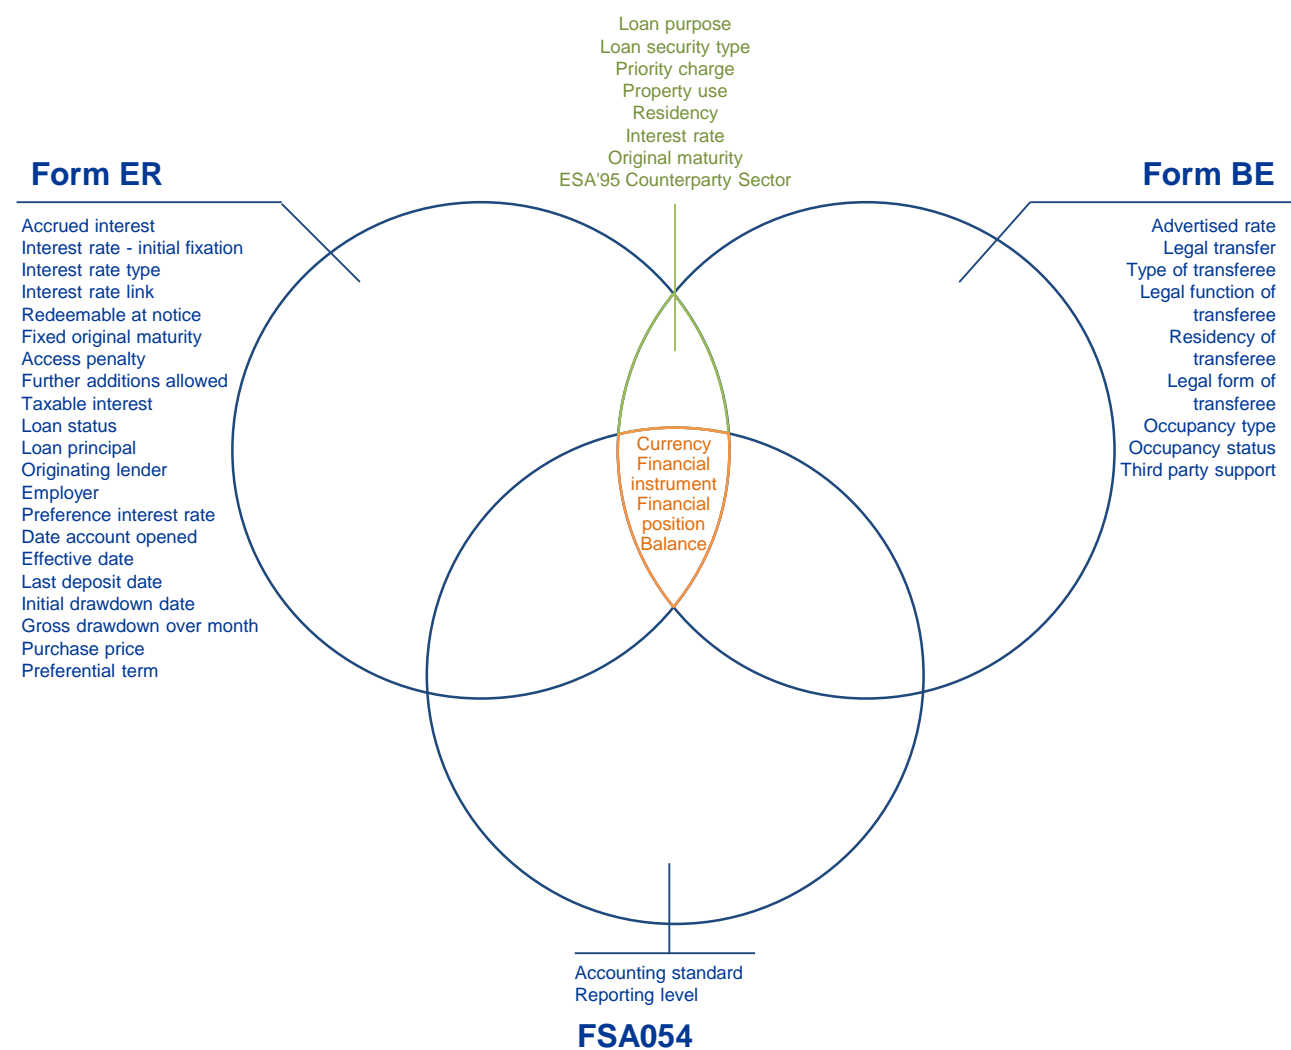 Loan purpose
Loan security type
Priority charge
Property use
Residency
Interest rate
Original maturity
ESA'95 Counterparty Sector
Form ER
Accrued interest
Interest rate - initial fixation
Interest rate type
Interest rate link
Redeemable at notice
Fixed original maturity
Access penalty
Further additions allowed
Taxable interest
Loan status
Loan principal
Originating lender
Employer
Preference interest rate
Date account opened
Effective date
Last deposit date
Initial drawdown date
Gross drawdown over month
Purchase price
Preferential term
Form BE
Advertised rate
Legal transfer
Type of transferee
Legal function of
transferee
Residency of
transferee
Legal form of
transferee
Occupancy type
Occupancy status
Third party support
Currency
Financial
instrument
Financial
position
Balance
Accounting standard
Reporting level
FSA054